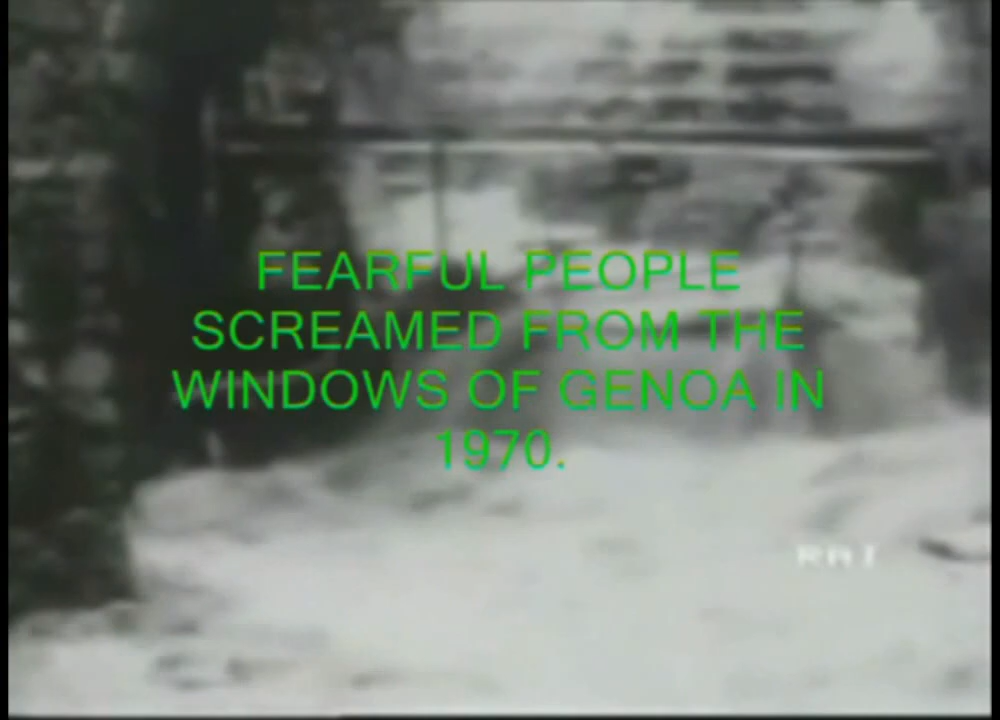 FEARFUL PEOPLE
SCREAMED FROM THE
WINDOWS OF GENOA IN
1970.
RAI